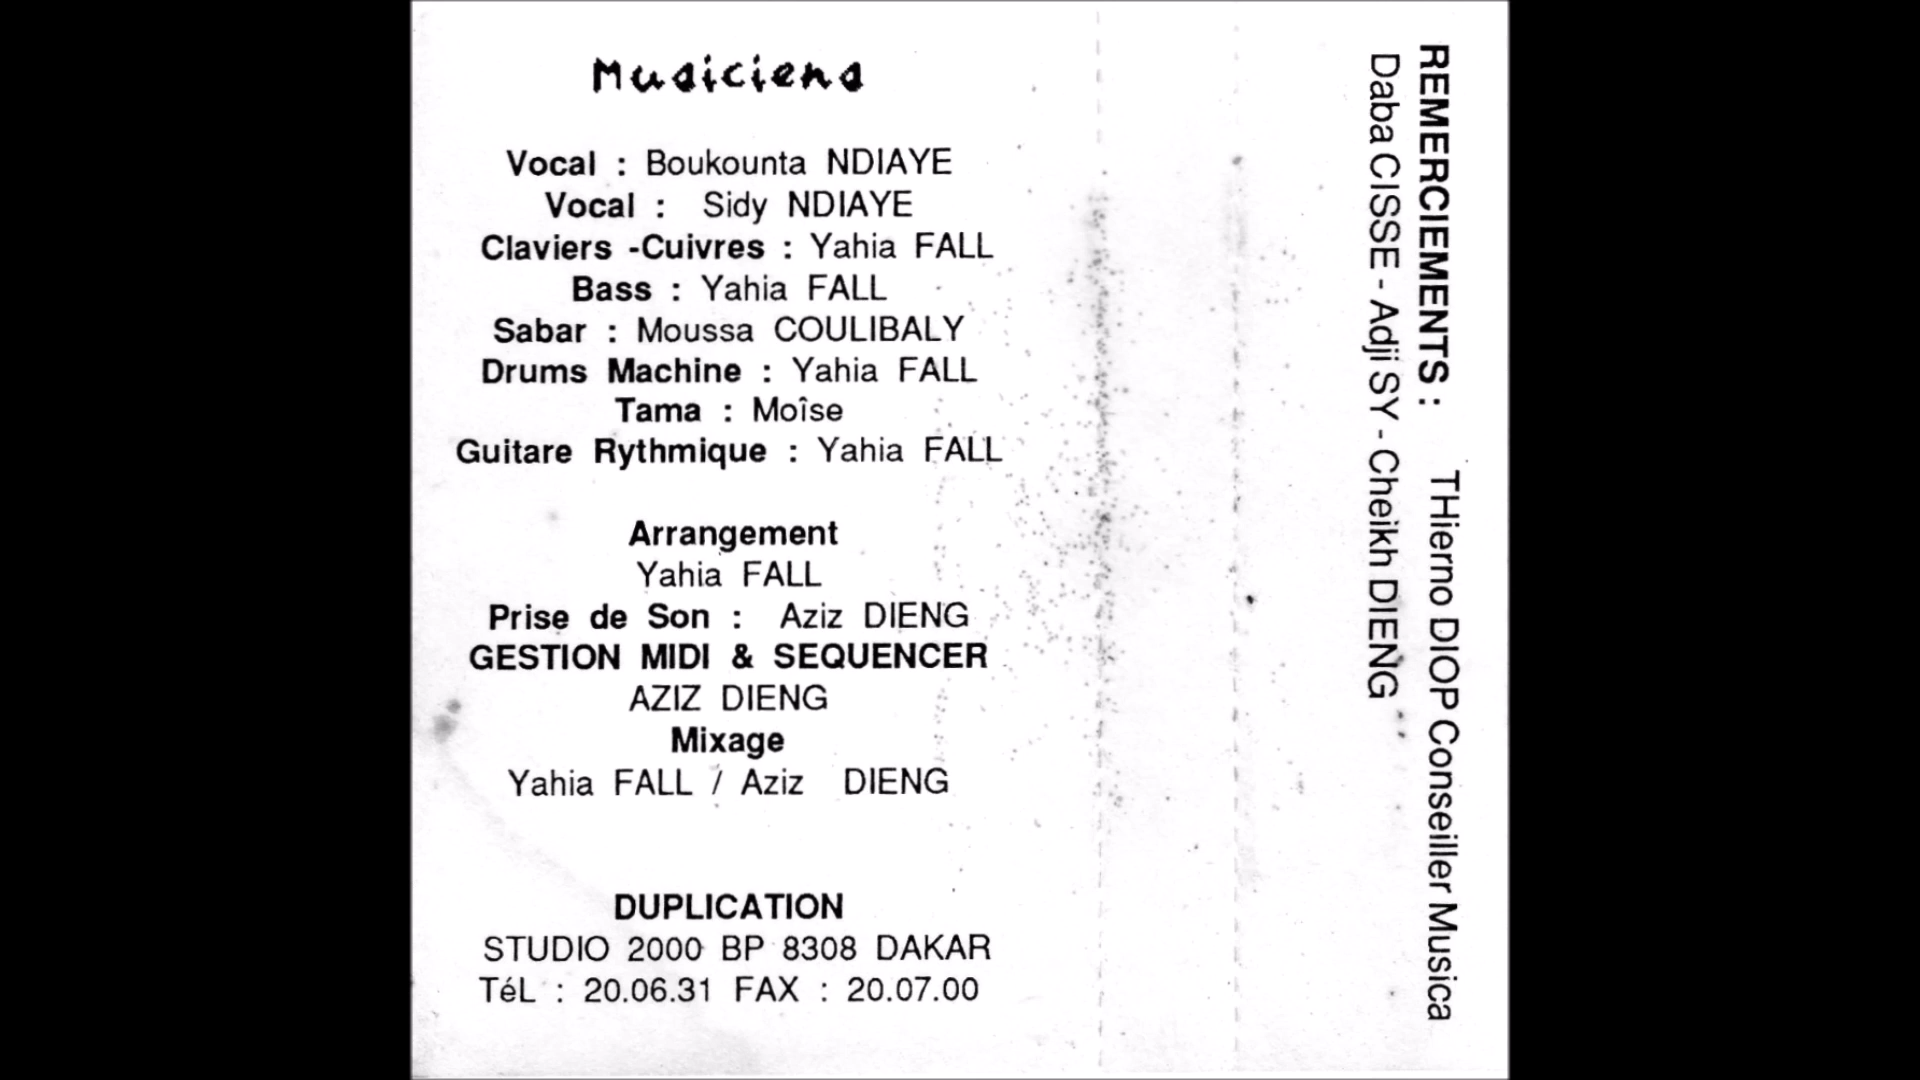 Musiciens
Vocal : Boukounta NDIAYE
Vocal : Sidy NDIAYE
Claviers -Cuivres : Yahia FALL
Bass : Yahia FALL
Sabar : Moussa COULIBALY
Drums Machine : Yahia FALL
Tama : Moîse
Guitare Rythmique : Yahia FALL
Arrangement
Yahia FALL
Prise de Son : Aziz DIENG
GESTION MIDI & SEQUENCER
AZIZ DIENG
Mixage
Yahia FALL / Aziz DIENG
DUPLICATION
STUDIO 2000 BP 8308 DAKAR
TéL : 20.06.31 FAX : 20.07.00
REMERCIEMENTS : THierno DIOP Conseiller Musica
Daba CISSE - Adji SY - Cheikh DIENG